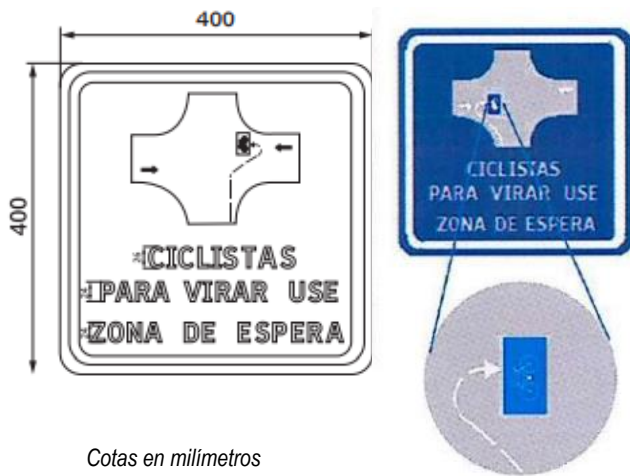 400
400
CICLISTAS
PARA VIRAR USE
ZONA DE ESPERA
CICLISTAS
PARA VIRAR USE
ZONA DE ESPERA
Cotas en milímetros